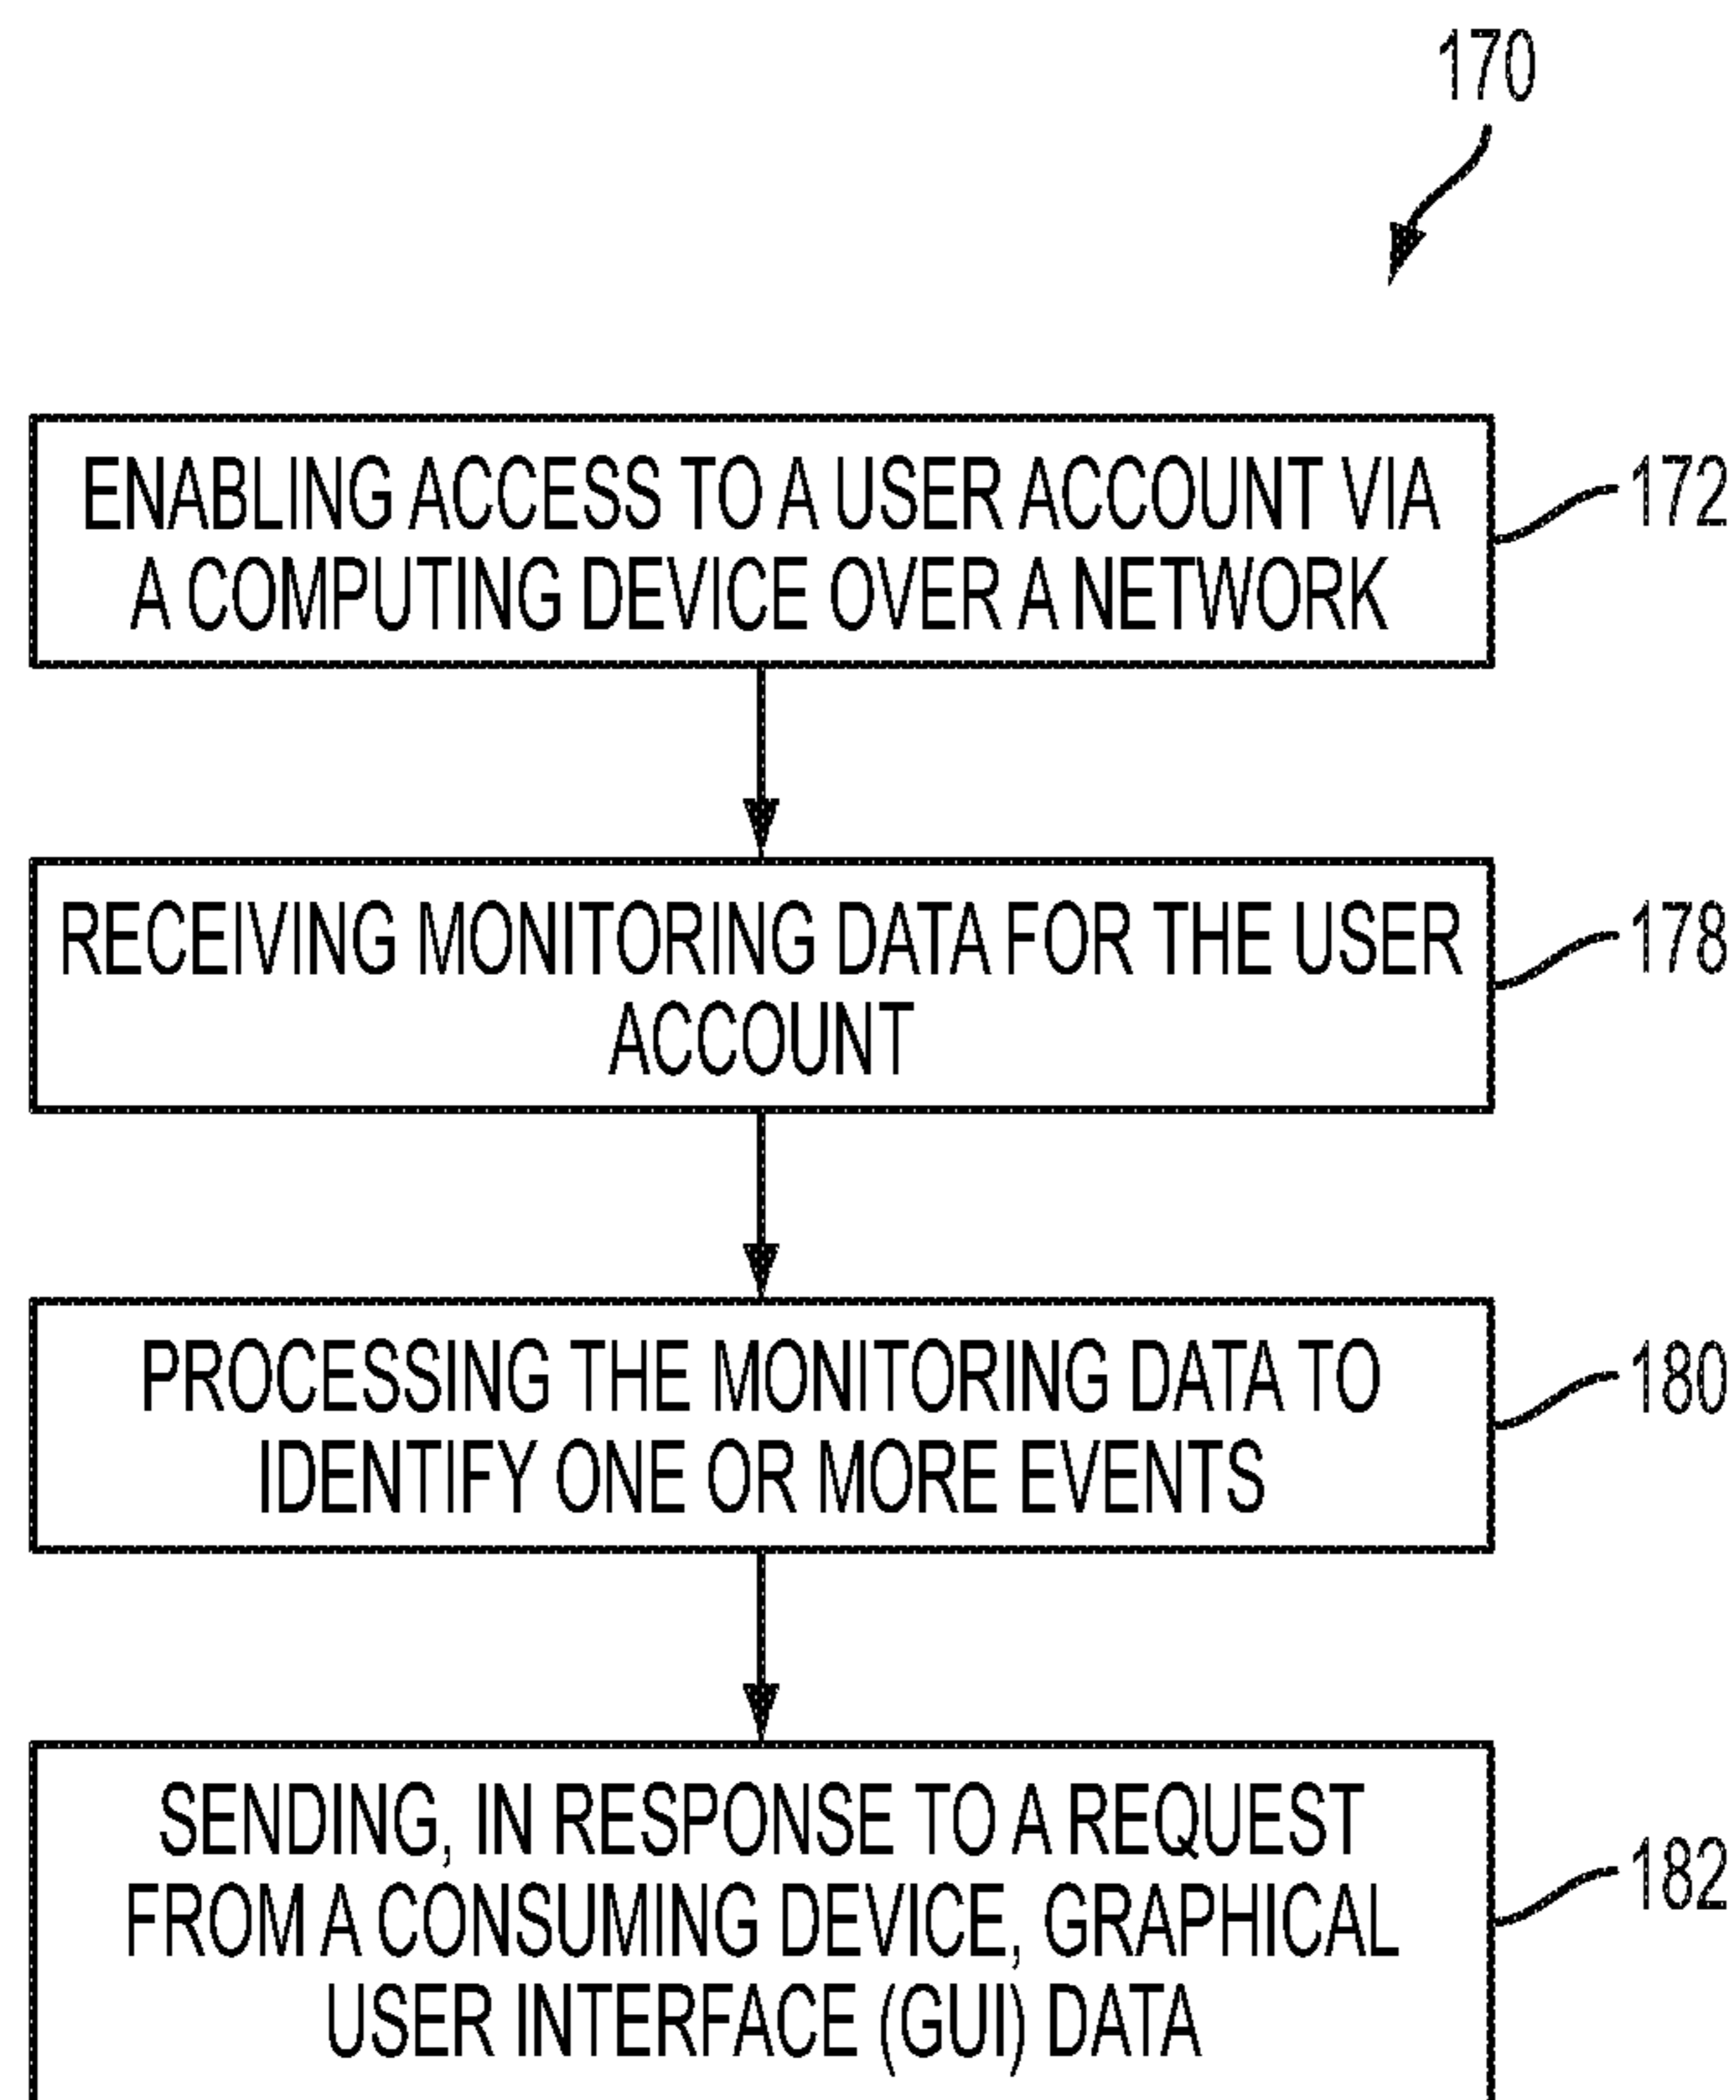 170
ENABLING ACCESS TO A USER ACCOUNT VIA
A COMPUTING DEVICE OVER A NETWORK
172
RECEIVING MONITORING DATA FOR THE USER
ACCOUNT
178
PROCESSING THE MONITORING DATA TO
IDENTIFY ONE OR MORE EVENTS
180
SENDING, IN RESPONSE TO A REQUEST
FROM A CONSUMING DEVICE, GRAPHICAL
USER INTERFACE (GUI) DATA
182